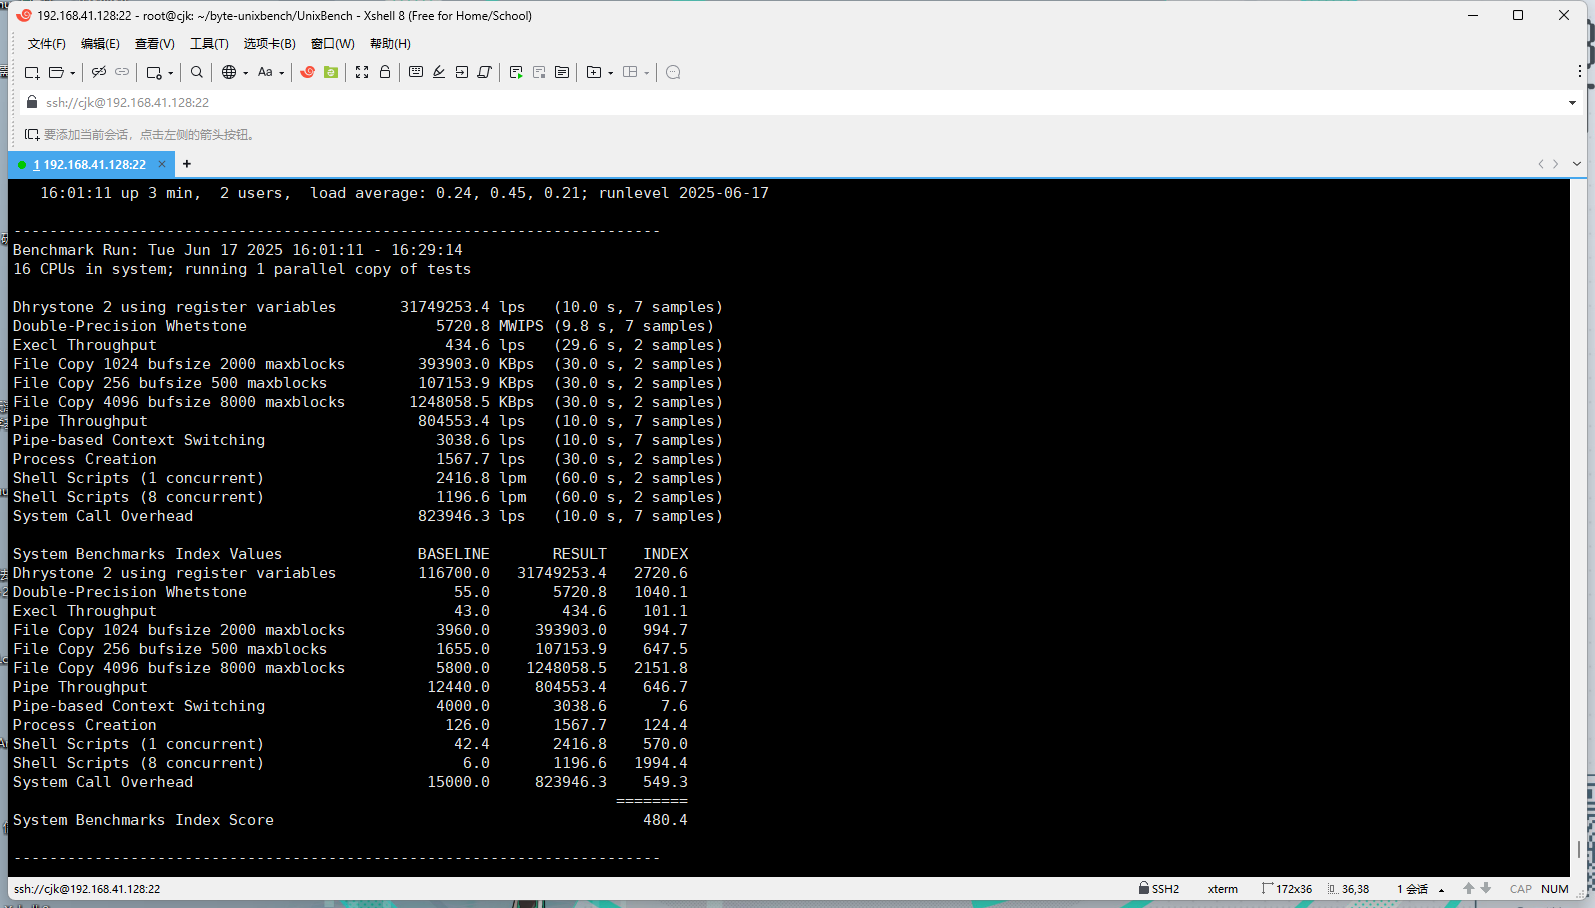 192.168.41.128:22 - root@cjk: ~/byte-unixbench/UnixBench - Xshell 8 (Free for Home/School)
文件(F) 编辑(E) 查看(V) 工具(T) 选项卡(B) 窗口(W) 帮助(H)
Aa
ssh://cjk@192.168.41.128:22
要添加当前会话，点击左侧的箭头按钮。
1 192.168.41.128:22 × +
16:01:11 up 3 min,  2 users,  load average: 0.24, 0.45, 0.21; runlevel 2025-06-17
------------------------------------------------------------------------
Benchmark Run: Tue Jun 17 2025 16:01:11 - 16:29:14
16 CPUs in system; running 1 parallel copy of tests
Dhrystone 2 using register variables       31749253.4 lps   (10.0 s, 7 samples)
Double-Precision Whetstone                     5720.8 MWIPS (9.8 s, 7 samples)
Execl Throughput                                434.6 lps   (29.6 s, 2 samples)
File Copy 1024 bufsize 2000 maxblocks        393903.0 KBps  (30.0 s, 2 samples)
File Copy 256 bufsize 500 maxblocks          107153.9 KBps  (30.0 s, 2 samples)
File Copy 4096 bufsize 8000 maxblocks       1248058.5 KBps  (30.0 s, 2 samples)
Pipe Throughput                              804553.4 lps   (10.0 s, 7 samples)
Pipe-based Context Switching                   3038.6 lps   (10.0 s, 7 samples)
Process Creation                               1567.7 lps   (30.0 s, 2 samples)
Shell Scripts (1 concurrent)                   2416.8 lpm   (60.0 s, 2 samples)
Shell Scripts (8 concurrent)                   1196.6 lpm   (60.0 s, 2 samples)
System Call Overhead                         823946.3 lps   (10.0 s, 7 samples)
System Benchmarks Index Values               BASELINE       RESULT    INDEX
Dhrystone 2 using register variables         116700.0   31749253.4   2720.6
Double-Precision Whetstone                       55.0       5720.8   1040.1
Execl Throughput                                 43.0        434.6    101.1
File Copy 1024 bufsize 2000 maxblocks          3960.0     393903.0    994.7
File Copy 256 bufsize 500 maxblocks            1655.0     107153.9    647.5
File Copy 4096 bufsize 8000 maxblocks          5800.0    1248058.5   2151.8
Pipe Throughput                               12440.0     804553.4    646.7
Pipe-based Context Switching                   4000.0       3038.6      7.6
Process Creation                                126.0       1567.7    124.4
Shell Scripts (1 concurrent)                     42.4       2416.8    570.0
Shell Scripts (8 concurrent)                      6.0       1196.6   1994.4
System Call Overhead                          15000.0     823946.3    549.3
========
System Benchmarks Index Score                                         480.4
------------------------------------------------------------------------
ssh://cjk@192.168.41.128:22 SSH2 xterm 172x36 36,38 1 会话 CAP NUM